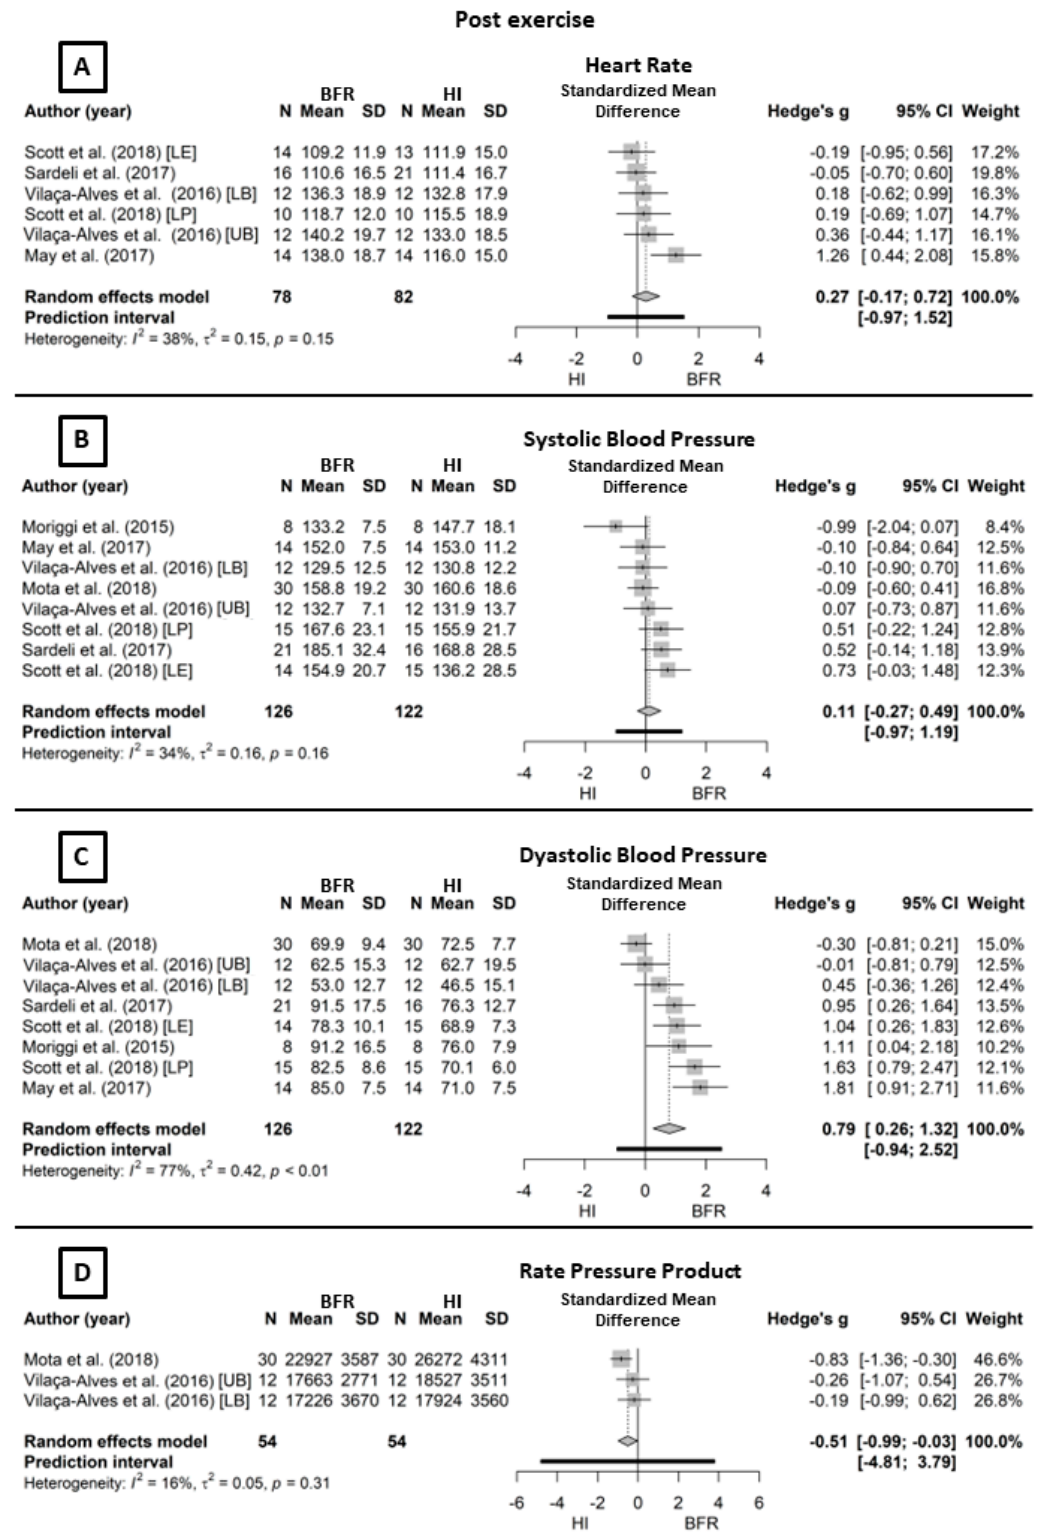 Post exercise
A
Heart Rate
BFR HI Standardized Mean
Author (year) N Mean SD N Mean SD Difference Hedge's g 95% CI Weight
Scott et al. (2018) [LE] 14 109.2 11.9 13 111.9 15.0 -0.19 [-0.95; 0.56] 17.2%
Sardeli et al. (2017) 16 110.6 16.5 21 111.4 16.7 -0.05 [-0.70; 0.60] 19.8%
Vilaça-Alves et al. (2016) [LB] 12 136.3 18.9 12 132.8 17.9 0.18 [-0.62; 0.99] 16.3%
Scott et al. (2018) [LP] 10 118.7 12.0 10 115.5 18.9 0.19 [-0.69; 1.07] 14.7%
Vilaça-Alves et al. (2016) [UB] 12 140.2 19.7 12 133.0 18.5 0.36 [-0.44; 1.17] 16.1%
May et al. (2017) 14 138.0 18.7 14 116.0 15.0 1.26 [ 0.44; 2.08] 15.8%
Random effects model 78 82 0.27 [-0.17; 0.72] 100.0%
Prediction interval [-0.97; 1.52]
Heterogeneity: I² = 38%, τ² = 0.15, p = 0.15
-4 -2 0 2 4
HI BFR
B
Systolic Blood Pressure
BFR HI Standardized Mean
Author (year) N Mean SD N Mean SD Difference Hedge's g 95% CI Weight
Moriggi et al. (2015) 8 133.2 7.5 8 147.7 18.1 -0.99 [-2.04; 0.07] 8.4%
May et al. (2017) 14 152.0 7.5 14 153.0 11.2 -0.10 [-0.84; 0.64] 12.5%
Vilaça-Alves et al. (2016) [LB] 12 129.5 12.5 12 130.8 12.2 -0.10 [-0.90; 0.70] 11.6%
Mota et al. (2018) 30 158.8 19.2 30 160.6 18.6 -0.09 [-0.60; 0.41] 16.8%
Vilaça-Alves et al. (2016) [UB] 12 132.7 7.1 12 131.9 13.7 0.07 [-0.73; 0.87] 11.6%
Scott et al. (2018) [LP] 15 167.6 23.1 15 155.9 21.7 0.51 [-0.22; 1.24] 12.8%
Sardeli et al. (2017) 21 185.1 32.4 16 168.8 28.5 0.52 [-0.14; 1.18] 13.9%
Scott et al. (2018) [LE] 14 154.9 20.7 15 136.2 28.5 0.73 [-0.03; 1.48] 12.3%
Random effects model 126 122 0.11 [-0.27; 0.49] 100.0%
Prediction interval [-0.97; 1.19]
Heterogeneity: I² = 34%, τ² = 0.16, p = 0.16
-4 -2 0 2 4
HI BFR
C
Dyastolic Blood Pressure
BFR HI Standardized Mean
Author (year) N Mean SD N Mean SD Difference Hedge's g 95% CI Weight
Mota et al. (2018) 30 69.9 9.4 30 72.5 7.7 -0.30 [-0.81; 0.21] 15.0%
Vilaça-Alves et al. (2016) [UB] 12 62.5 15.3 12 62.7 19.5 -0.01 [-0.81; 0.79] 12.5%
Vilaça-Alves et al. (2016) [LB] 12 53.0 12.7 12 46.5 15.1 0.45 [-0.36; 1.26] 12.4%
Sardeli et al. (2017) 21 91.5 17.5 16 76.3 12.7 0.95 [ 0.26; 1.64] 13.5%
Scott et al. (2018) [LE] 14 78.3 10.1 15 68.9 7.3 1.04 [ 0.26; 1.83] 12.6%
Moriggi et al. (2015) 8 91.2 16.5 8 76.0 7.9 1.11 [ 0.04; 2.18] 10.2%
Scott et al. (2018) [LP] 15 82.5 8.6 15 70.1 6.0 1.63 [ 0.79; 2.47] 12.1%
May et al. (2017) 14 85.0 7.5 14 71.0 7.5 1.81 [ 0.91; 2.71] 11.6%
Random effects model 126 122 0.79 [ 0.26; 1.32] 100.0%
Prediction interval [-0.94; 2.52]
Heterogeneity: I² = 77%, τ² = 0.42, p < 0.01
-4 -2 0 2 4
HI BFR
D
Rate Pressure Product
BFR HI Standardized Mean
Author (year) N Mean SD N Mean SD Difference Hedge's g 95% CI Weight
Mota et al. (2018) 30 22927 3587 30 26272 4311 -0.83 [-1.36; -0.30] 46.6%
Vilaça-Alves et al. (2016) [UB] 12 17663 2771 12 18527 3511 -0.26 [-1.07; 0.54] 26.7%
Vilaça-Alves et al. (2016) [LB] 12 17226 3670 12 17924 3560 -0.19 [-0.99; 0.62] 26.8%
Random effects model 54 54 -0.51 [-0.99; -0.03] 100.0%
Prediction interval [-4.81; 3.79]
Heterogeneity: I² = 16%, τ² = 0.05, p = 0.31
-6 -4 -2 0 2 4 6
HI BFR